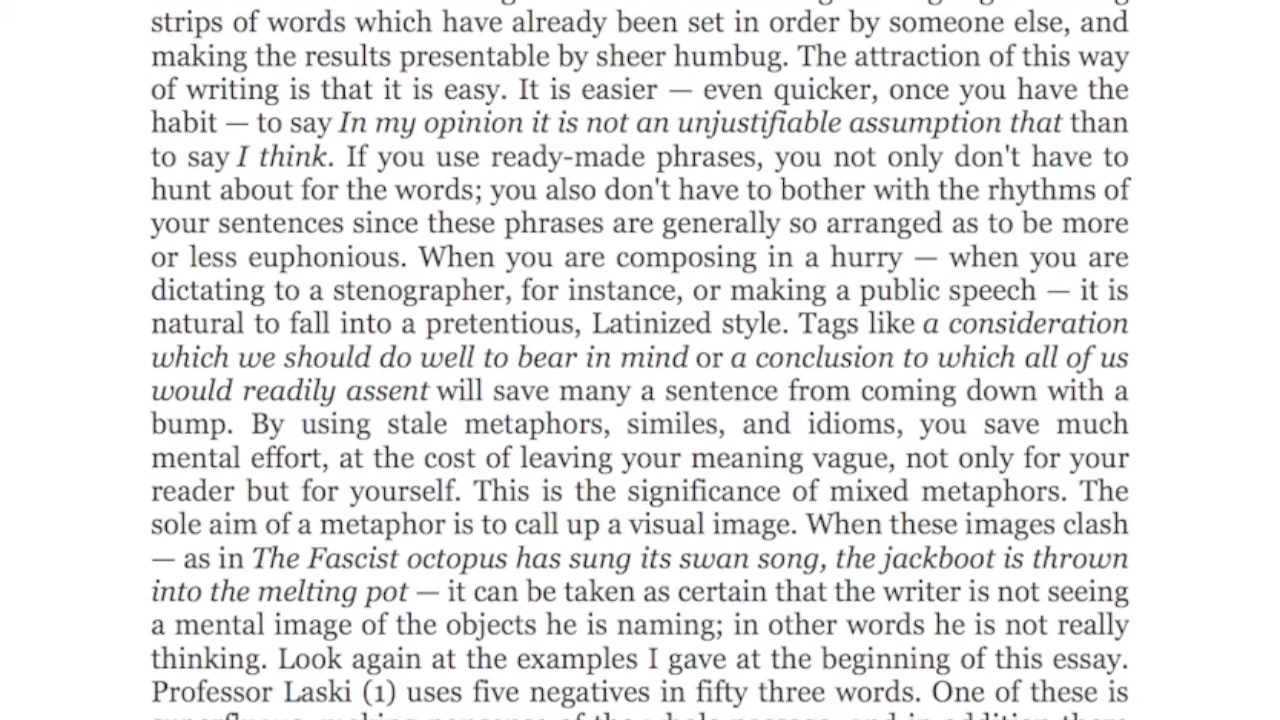 strips of words which have already been set in order by someone else, and
making the results presentable by sheer humbug. The attraction of this way
of writing is that it is easy. It is easier — even quicker, once you have the
habit — to say In my opinion it is not an unjustifiable assumption that than
to say I think. If you use ready-made phrases, you not only don't have to
hunt about for the words; you also don't have to bother with the rhythms of
your sentences since these phrases are generally so arranged as to be more
or less euphonious. When you are composing in a hurry — when you are
dictating to a stenographer, for instance, or making a public speech — it is
natural to fall into a pretentious, Latinized style. Tags like a consideration
which we should do well to bear in mind or a conclusion to which all of us
would readily assent will save many a sentence from coming down with a
bump. By using stale metaphors, similes, and idioms, you save much
mental effort, at the cost of leaving your meaning vague, not only for your
reader but for yourself. This is the significance of mixed metaphors. The
sole aim of a metaphor is to call up a visual image. When these images clash
— as in The Fascist octopus has sung its swan song, the jackboot is thrown
into the melting pot — it can be taken as certain that the writer is not seeing
a mental image of the objects he is naming; in other words he is not really
thinking. Look again at the examples I gave at the beginning of this essay.
Professor Laski (1) uses five negatives in fifty three words. One of these is